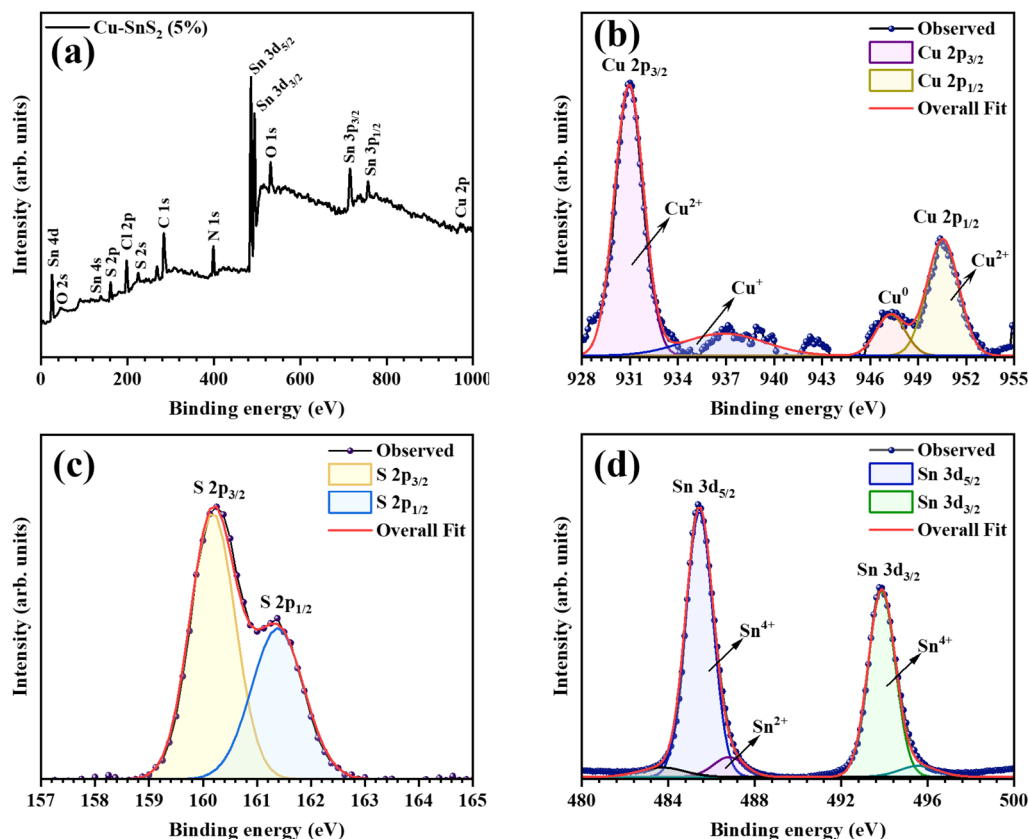 (a)
Cu-SnS₂ (5%)
Sn 3d₅/₂
Sn 3d₃/₂
Sn 4d
O 2s
Sn 4s
S 2p
Cl 2p
S 2s
C 1s
N 1s
O 1s
Sn 3p₃/₂
Sn 3p₁/₂
Cu 2p
Intensity (arb. units)
0 200 400 600 800 1000
Binding energy (eV)
(b)
Observed
Cu 2p₃/₂
Cu 2p₁/₂
Overall Fit
Cu 2p₃/₂
Cu²⁺
Cu⁺
Cu⁰
Cu 2p₁/₂
Cu²⁺
Intensity (arb. units)
928 931 934 937 940 943 946 949 952 955
Binding energy (eV)
(c)
Observed
S 2p₃/₂
S 2p₁/₂
Overall Fit
S 2p₃/₂
S 2p₁/₂
Intensity (arb. units)
157 158 159 160 161 162 163 164 165
Binding energy (eV)
(d)
Observed
Sn 3d₅/₂
Sn 3d₃/₂
Overall Fit
Sn 3d₅/₂
Sn 3d₃/₂
Sn⁴⁺
Sn⁴⁺
Sn²⁺
Intensity (arb. units)
480 484 488 492 496 500
Binding energy (eV)